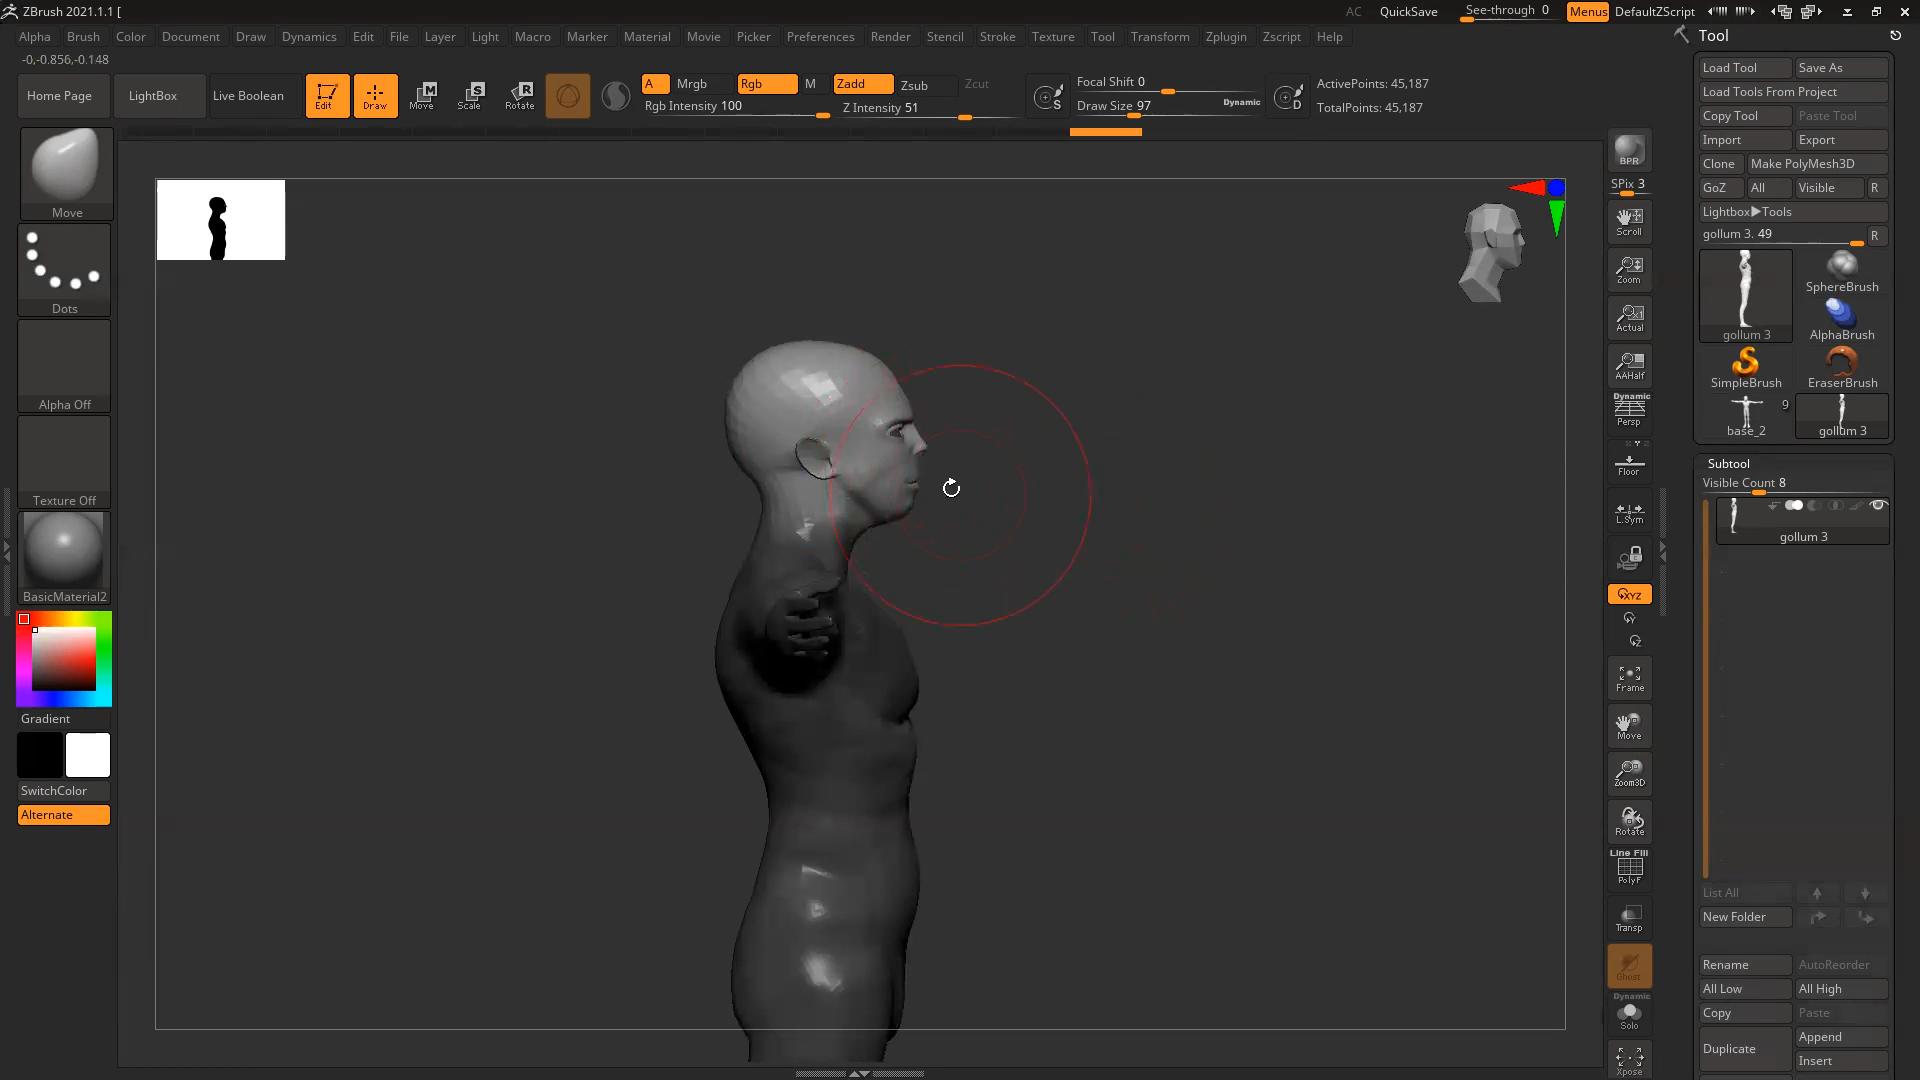 ZBrush 2021.1.1 [
AC QuickSave See-through 0 Menus DefaultZScript
Alpha Brush Color Document Draw Dynamics Edit File Layer Light Macro Marker Material Movie Picker Preferences Render Stencil Stroke Texture Tool Transform Zplugin Zscript Help
-0,-0.856,-0.148
Home Page LightBox Live Boolean Edit Draw Move Scale Rotate
M S R
A Mrgb Rgb M Zadd Zsub Zcut
Rgb Intensity 100 Z Intensity 51
S Focal Shift 0
Draw Size 97 Dynamic D
ActivePoints: 45,187
TotalPoints: 45,187
Move
Dots
Alpha Off
Texture Off
BasicMaterial2
Gradient
SwitchColor
Alternate
BPR
SPix 3
Scroll
Zoom
Actual
AAHalf
Dynamic
Persp
Floor
L.Sym
XYZ
Y
Z
Frame
Move
Zoom3D
Rotate
Line Fill
PolyF
Transp
Ghost
Dynamic
Solo
Xpose
Tool
Load Tool Save As
Load Tools From Project
Copy Tool Paste Tool
Import Export
Clone Make PolyMesh3D
GoZ All Visible R
Lightbox▶Tools
gollum 3. 49 R
gollum 3 SphereBrush
AlphaBrush
SimpleBrush EraserBrush
9
base_2 gollum 3
Subtool
Visible Count 8
gollum 3
List All
New Folder
Rename AutoReorder
All Low All High
Copy Paste
Duplicate Append
Insert